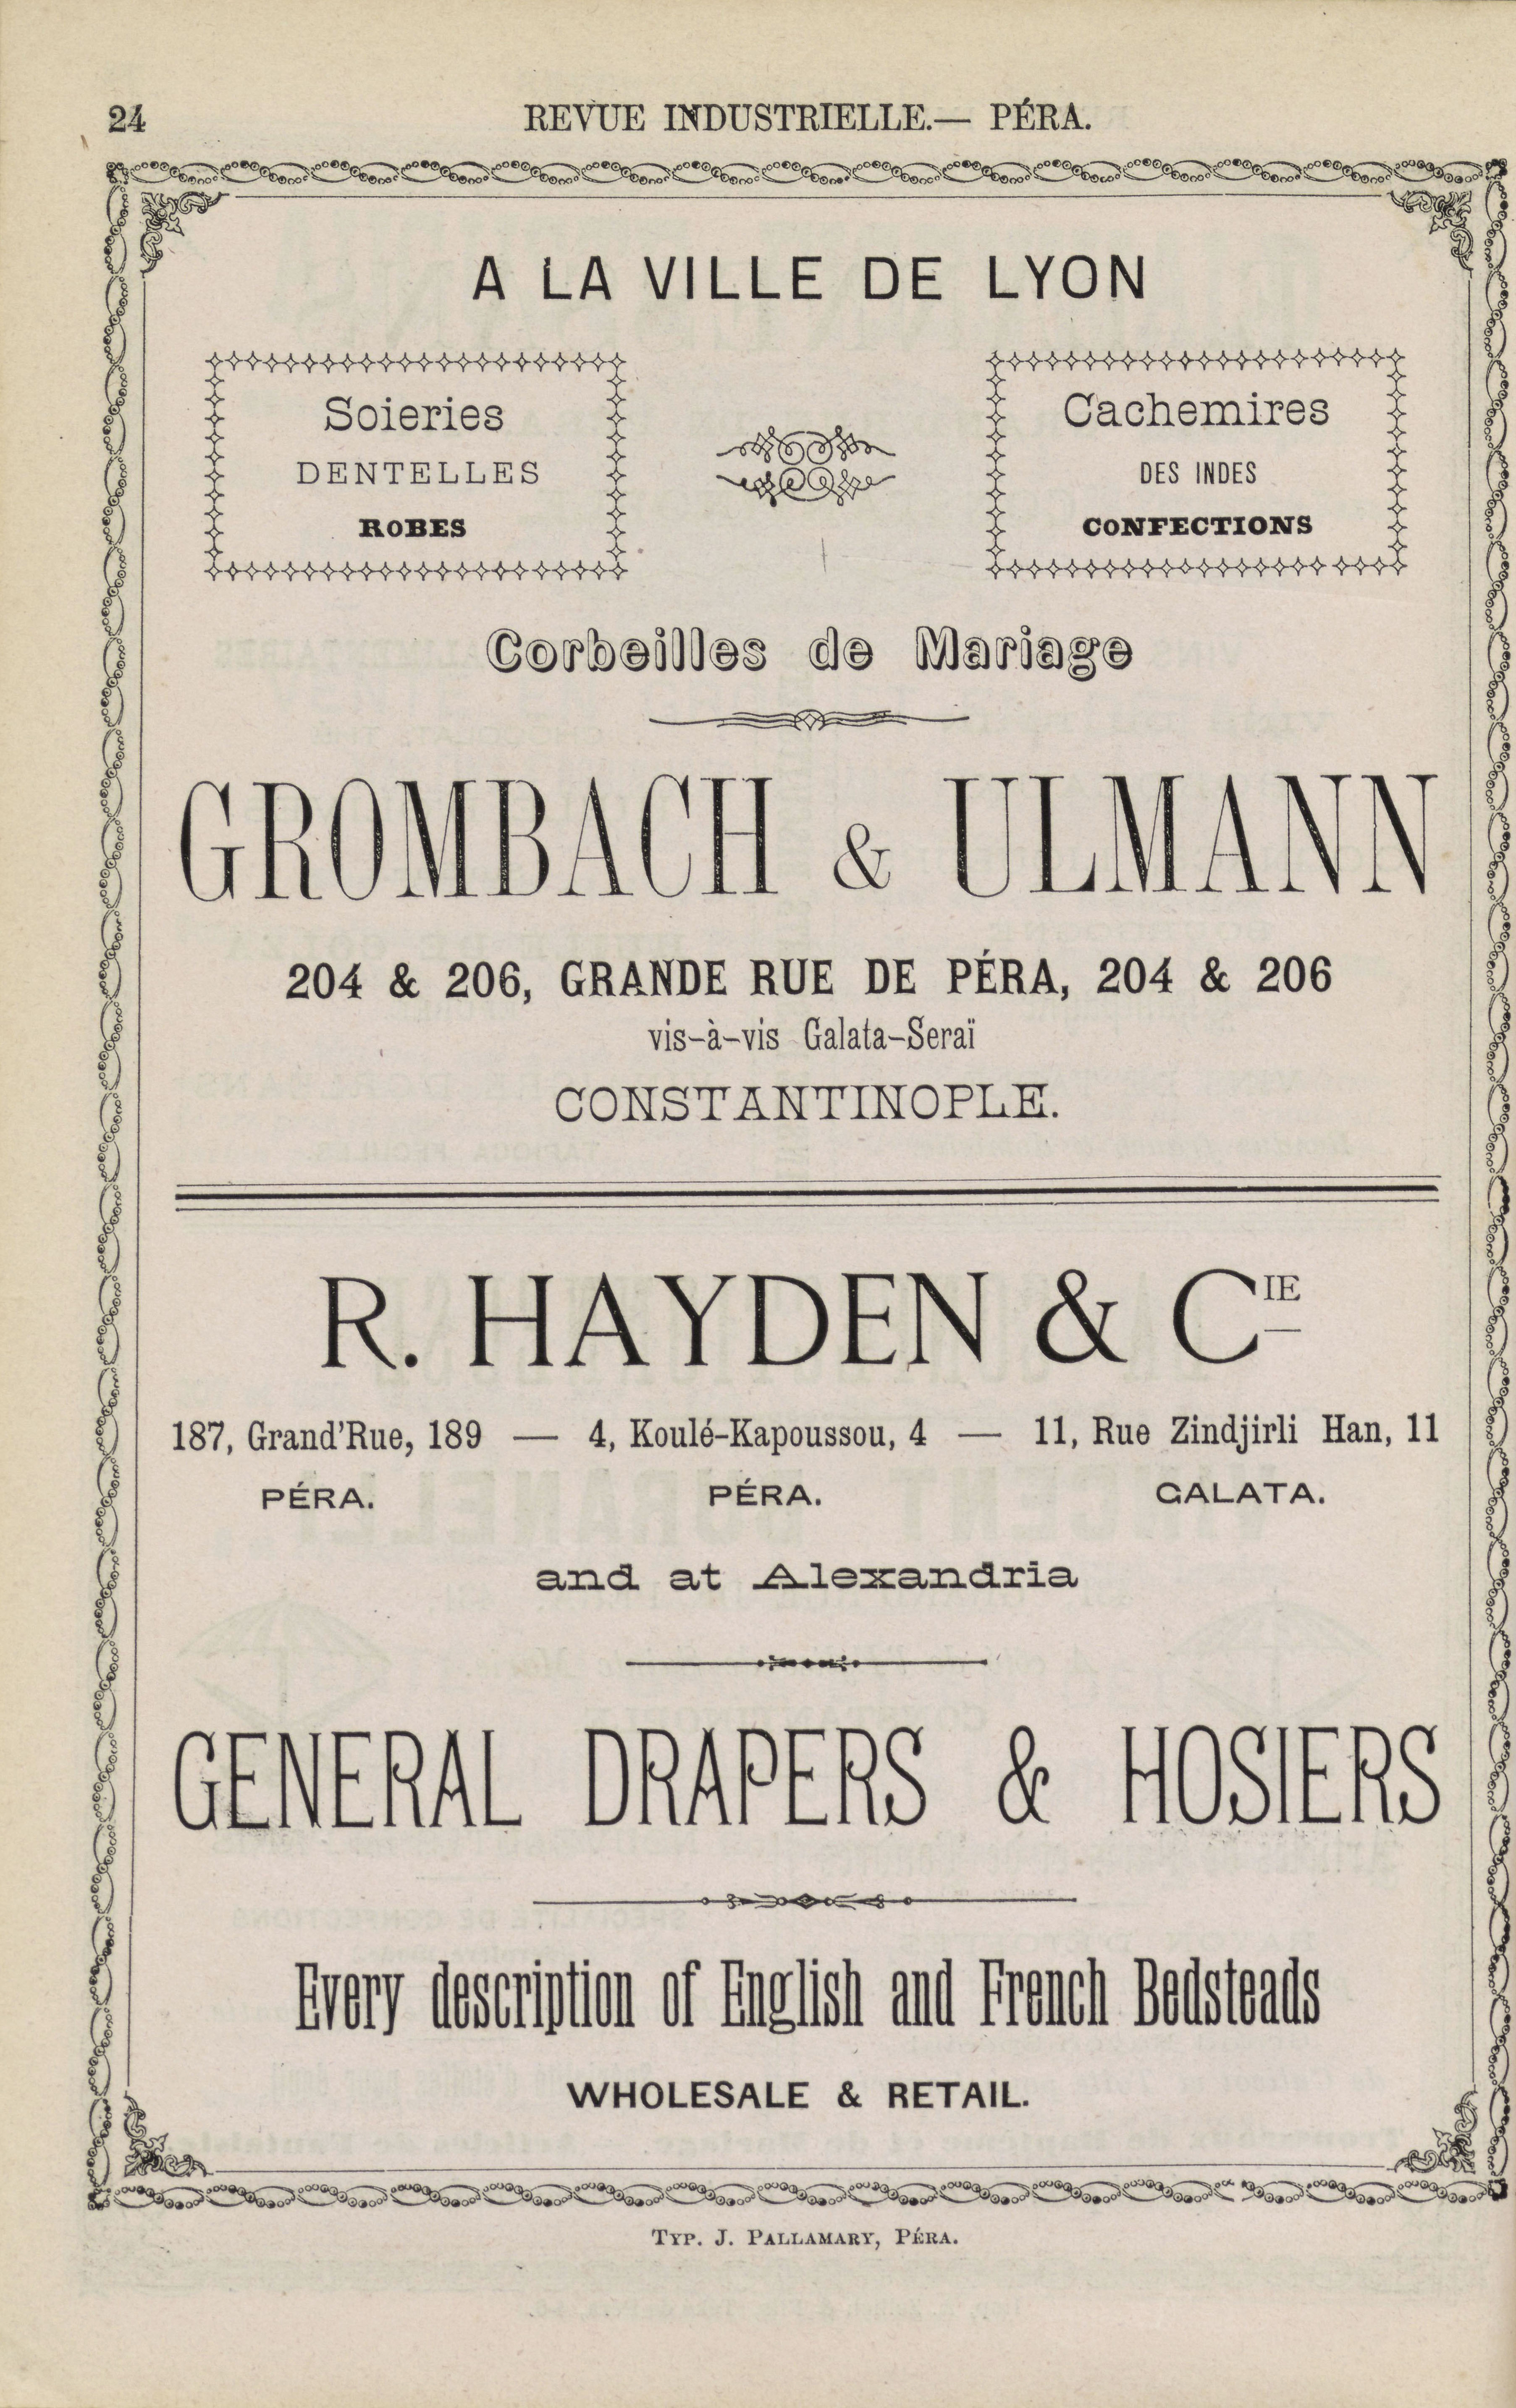 24
REVUE INDUSTRIELLE.— PÉRA.
A LA VILLE DE LYON
Soieries
DENTELLES
ROBES
Cachemires
DES INDES
CONFECTIONS
Corbeilles de Mariage
GROMBACH & ULMANN
204 & 206, GRANDE RUE DE PÉRA, 204 & 206
vis-à-vis Galata-Seraï
CONSTANTINOPLE.
R. HAYDEN & CIE
187, Grand'Rue, 189 — 4, Koulé-Kapoussou, 4 — 11, Rue Zindjirli Han, 11
PÉRA. PÉRA. GALATA.
and at Alexandria
GENERAL DRAPERS & HOSIERS
Every description of English and French Bedsteads
WHOLESALE & RETAIL.
TYP. J. PALLAMARY, PÉRA.